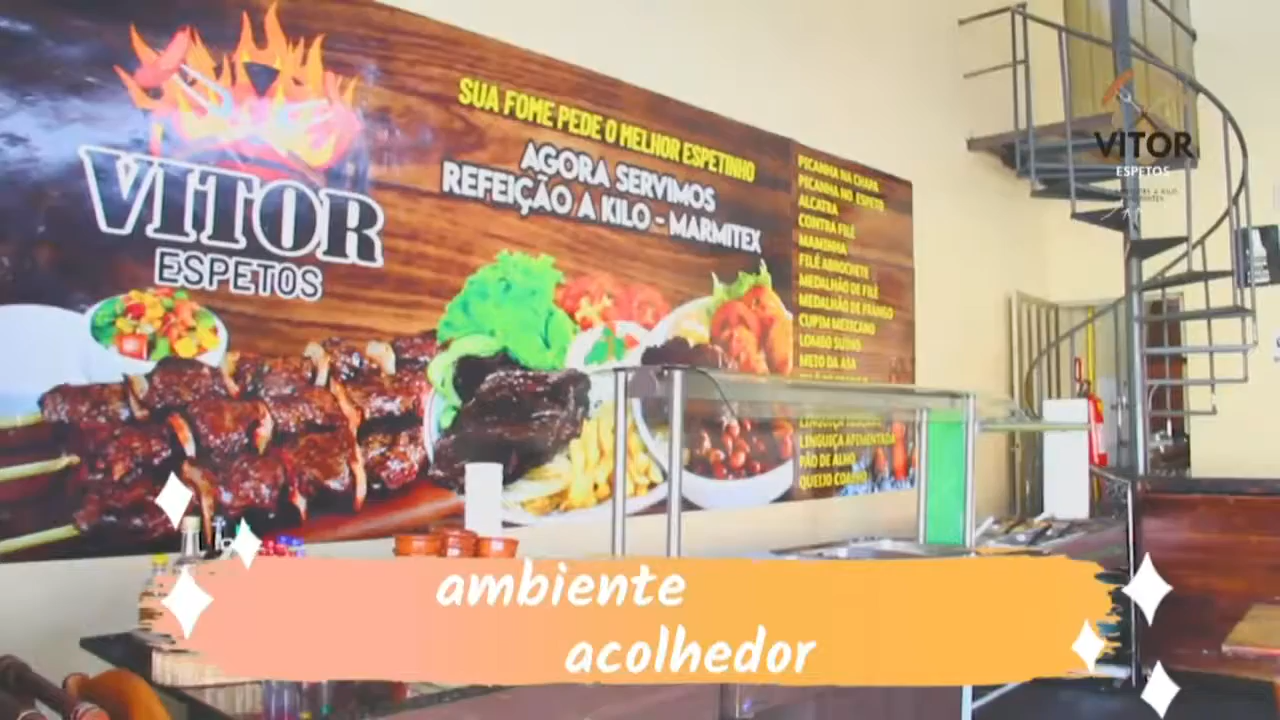 VITOR
ESPETOS
SUA FOME PEDE O MELHOR ESPETINHO
AGORA SERVIMOS
REFEIÇÃO A KILO - MARMITEX
PICANHA NA CHAPA
PICANHA NO ESPETO
ALCATRA
CONTRA FILÉ
MAMINHA
FILÉ ABROCHETE
MEDALHÃO DE FILÉ
MEDALHÃO DE FRANGO
CUPIM MEXICANO
LOMBO SUÍNO
MEIO DA ASA
LINGUIÇA APIMENTADA
PÃO DE ALHO
QUEIJO COALHO
VITOR
ESPETOS
ambiente
acolhedor